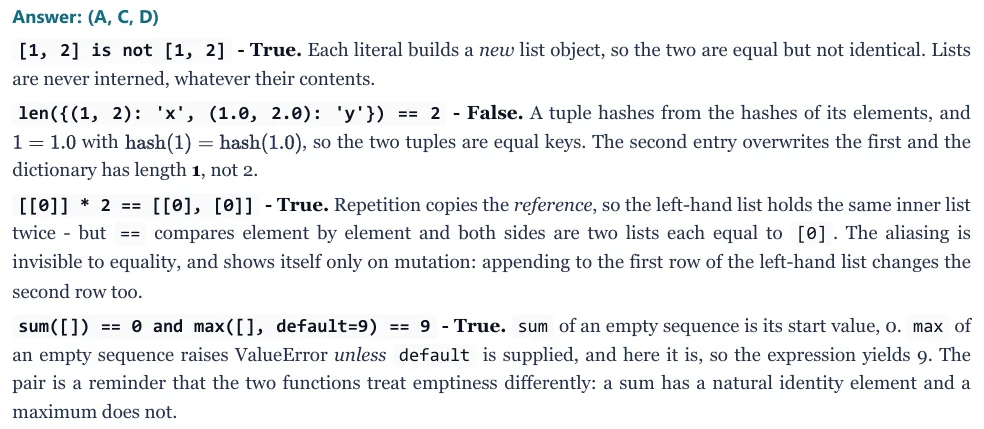 Answer: (A, C, D)
[1, 2] is not [1, 2] - True. Each literal builds a new list object, so the two are equal but not identical. Lists
are never interned, whatever their contents.
len({(1, 2): 'x', (1.0, 2.0): 'y'}) == 2 - False. A tuple hashes from the hashes of its elements, and
1 = 1.0 with hash(1) = hash(1.0), so the two tuples are equal keys. The second entry overwrites the first and the
dictionary has length 1, not 2.
[[0]] * 2 == [[0], [0]] - True. Repetition copies the reference, so the left-hand list holds the same inner list
twice - but == compares element by element and both sides are two lists each equal to [0]. The aliasing is
invisible to equality, and shows itself only on mutation: appending to the first row of the left-hand list changes the
second row too.
sum([]) == 0 and max([], default=9) == 9 - True. sum of an empty sequence is its start value, 0. max of
an empty sequence raises ValueError unless default is supplied, and here it is, so the expression yields 9. The
pair is a reminder that the two functions treat emptiness differently: a sum has a natural identity element and a
maximum does not.